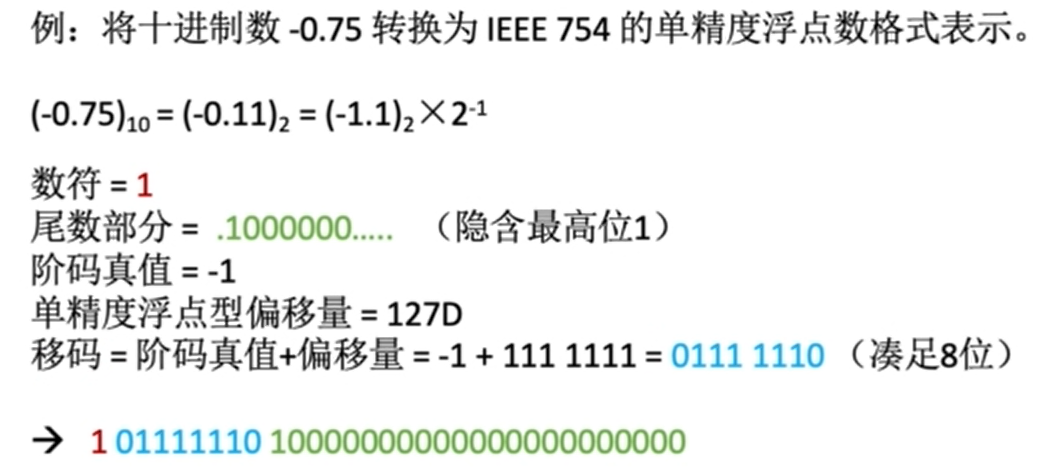 例：将十进制数 -0.75 转换为 IEEE 754 的单精度浮点数格式表示。
(-0.75)₁₀ = (-0.11)₂ = (-1.1)₂×2⁻¹
数符 = 1
尾数部分 = .1000000..... （隐含最高位1）
阶码真值 = -1
单精度浮点型偏移量 = 127D
移码 = 阶码真值+偏移量 = -1 + 111 1111 = 0111 1110 （凑足8位）
→ 1 01111110 10000000000000000000000